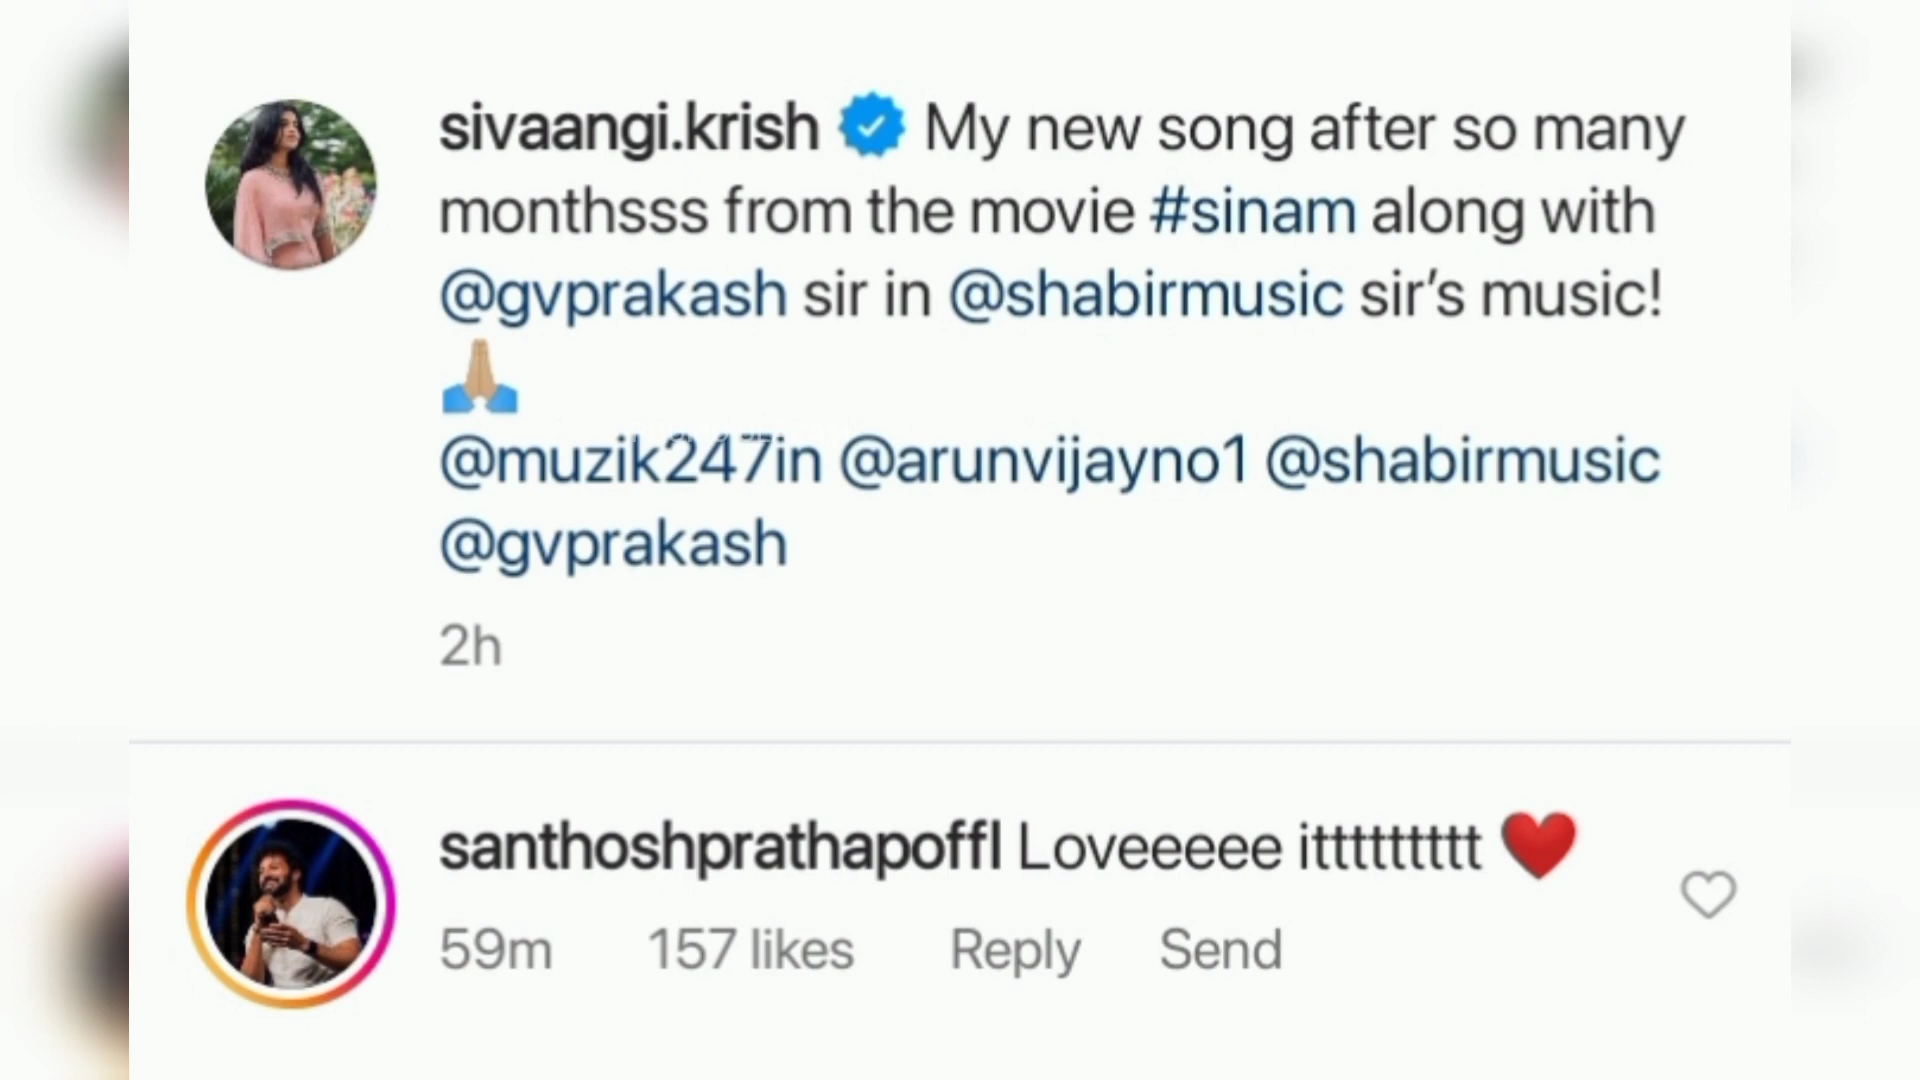 sivaangi.krish My new song after so many
monthsss from the movie #sinam along with
@gvprakash sir in @shabirmusic sir's music!
🙏🏼
@muzik247in @arunvijayno1 @shabirmusic
@gvprakash
2h
santhoshprathapoffl Loveeeee ittttttttt ❤️
59m 157 likes Reply Send